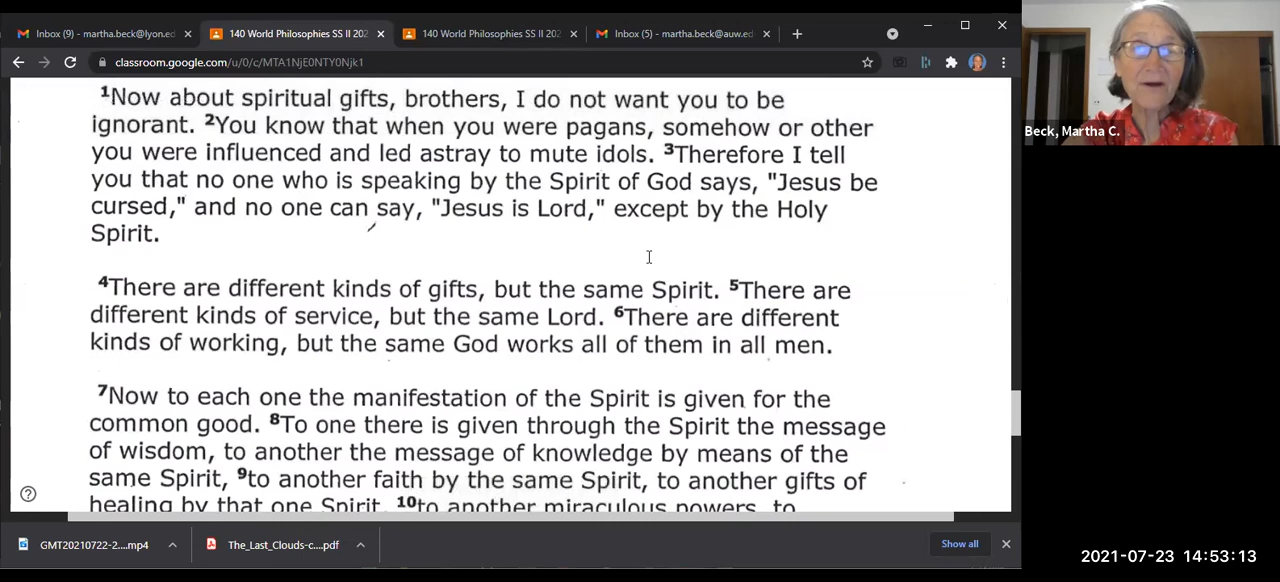 Inbox (9) - martha.beck@lyon.ed
140 World Philosophies SS II 202
140 World Philosophies SS II 202
Inbox (5) - martha.beck@auw.ed
classroom.google.com/u/0/c/MTA1NjE0NTY0Njk1
1Now about spiritual gifts, brothers, I do not want you to be
ignorant. 2You know that when you were pagans, somehow or other
you were influenced and led astray to mute idols. 3Therefore I tell
you that no one who is speaking by the Spirit of God says, "Jesus be
cursed," and no one can say, "Jesus is Lord," except by the Holy
Spirit.
4There are different kinds of gifts, but the same Spirit. 5There are
different kinds of service, but the same Lord. 6There are different
kinds of working, but the same God works all of them in all men.
7Now to each one the manifestation of the Spirit is given for the
common good. 8To one there is given through the Spirit the message
of wisdom, to another the message of knowledge by means of the
same Spirit, 9to another faith by the same Spirit, to another gifts of
healing by that one Spirit, 10to another miraculous powers, to
GMT20210722-2....mp4
The_Last_Clouds-c....pdf
Show all
Beck, Martha C.
2021-07-23 14:53:13